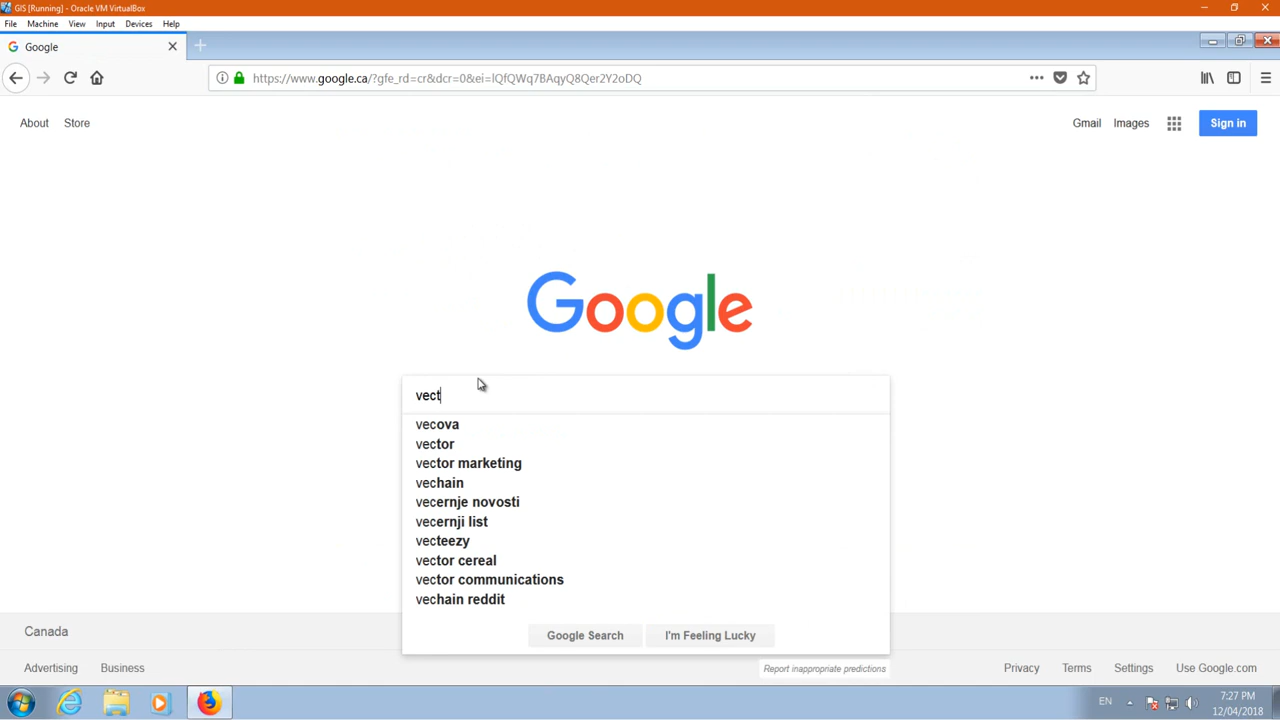 GIS [Running] - Oracle VM VirtualBox
File Machine View Input Devices Help
Google
https://www.google.ca/?gfe_rd=cr&dcr=0&ei=IQfQWq7BAqyQ8Qer2Y2oDQ
About Store Gmail Images Sign in
Google
vect
vecova
vector
vector marketing
vechain
vecernje novosti
vecernji list
vecteezy
vector cereal
vector communications
vechain reddit
Google Search I'm Feeling Lucky
Report inappropriate predictions
Canada
Advertising Business Privacy Terms Settings Use Google.com
EN 7:27 PM
12/04/2018